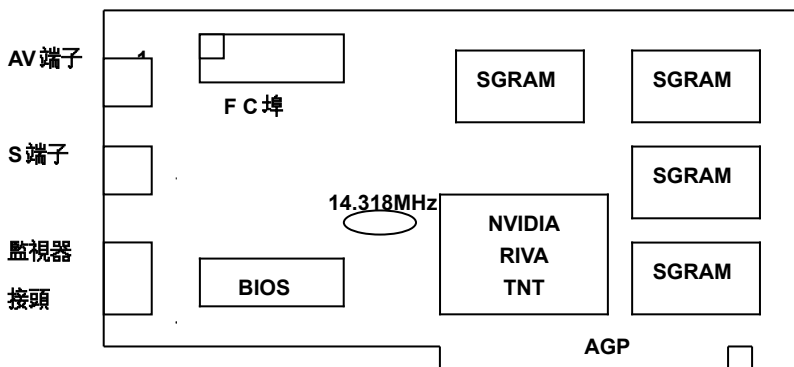 AV端子
1
F C埠
SGRAM
SGRAM
S端子
SGRAM
14.318MHz
NVIDIA
RIVA
TNT
監視器
接頭
BIOS
SGRAM
AGP